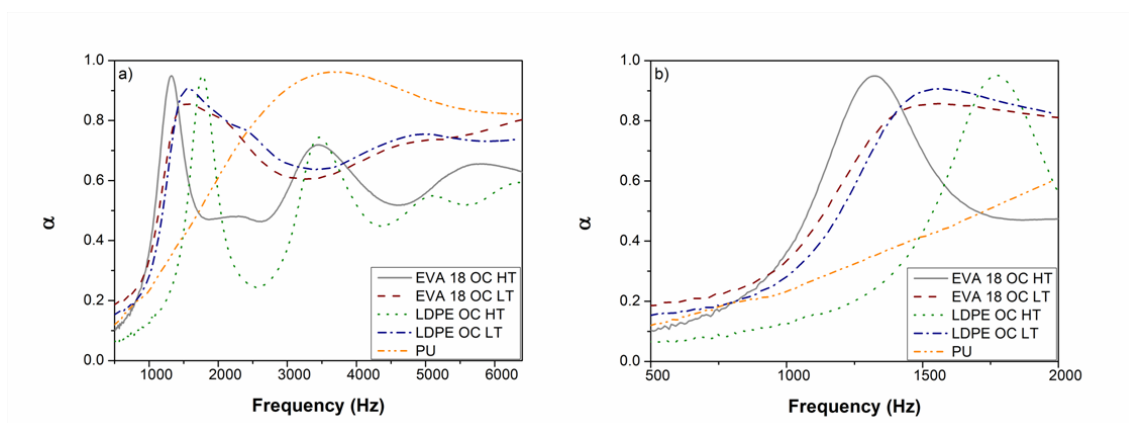 a)
1.0
0.8
0.6
0.4
0.2
0.0
α
EVA 18 OC HT
EVA 18 OC LT
LDPE OC HT
LDPE OC LT
PU
1000 2000 3000 4000 5000 6000
Frequency (Hz)
b)
1.0
0.8
0.6
0.4
0.2
0.0
α
EVA 18 OC HT
EVA 18 OC LT
LDPE OC HT
LDPE OC LT
PU
500 1000 1500 2000
Frequency (Hz)